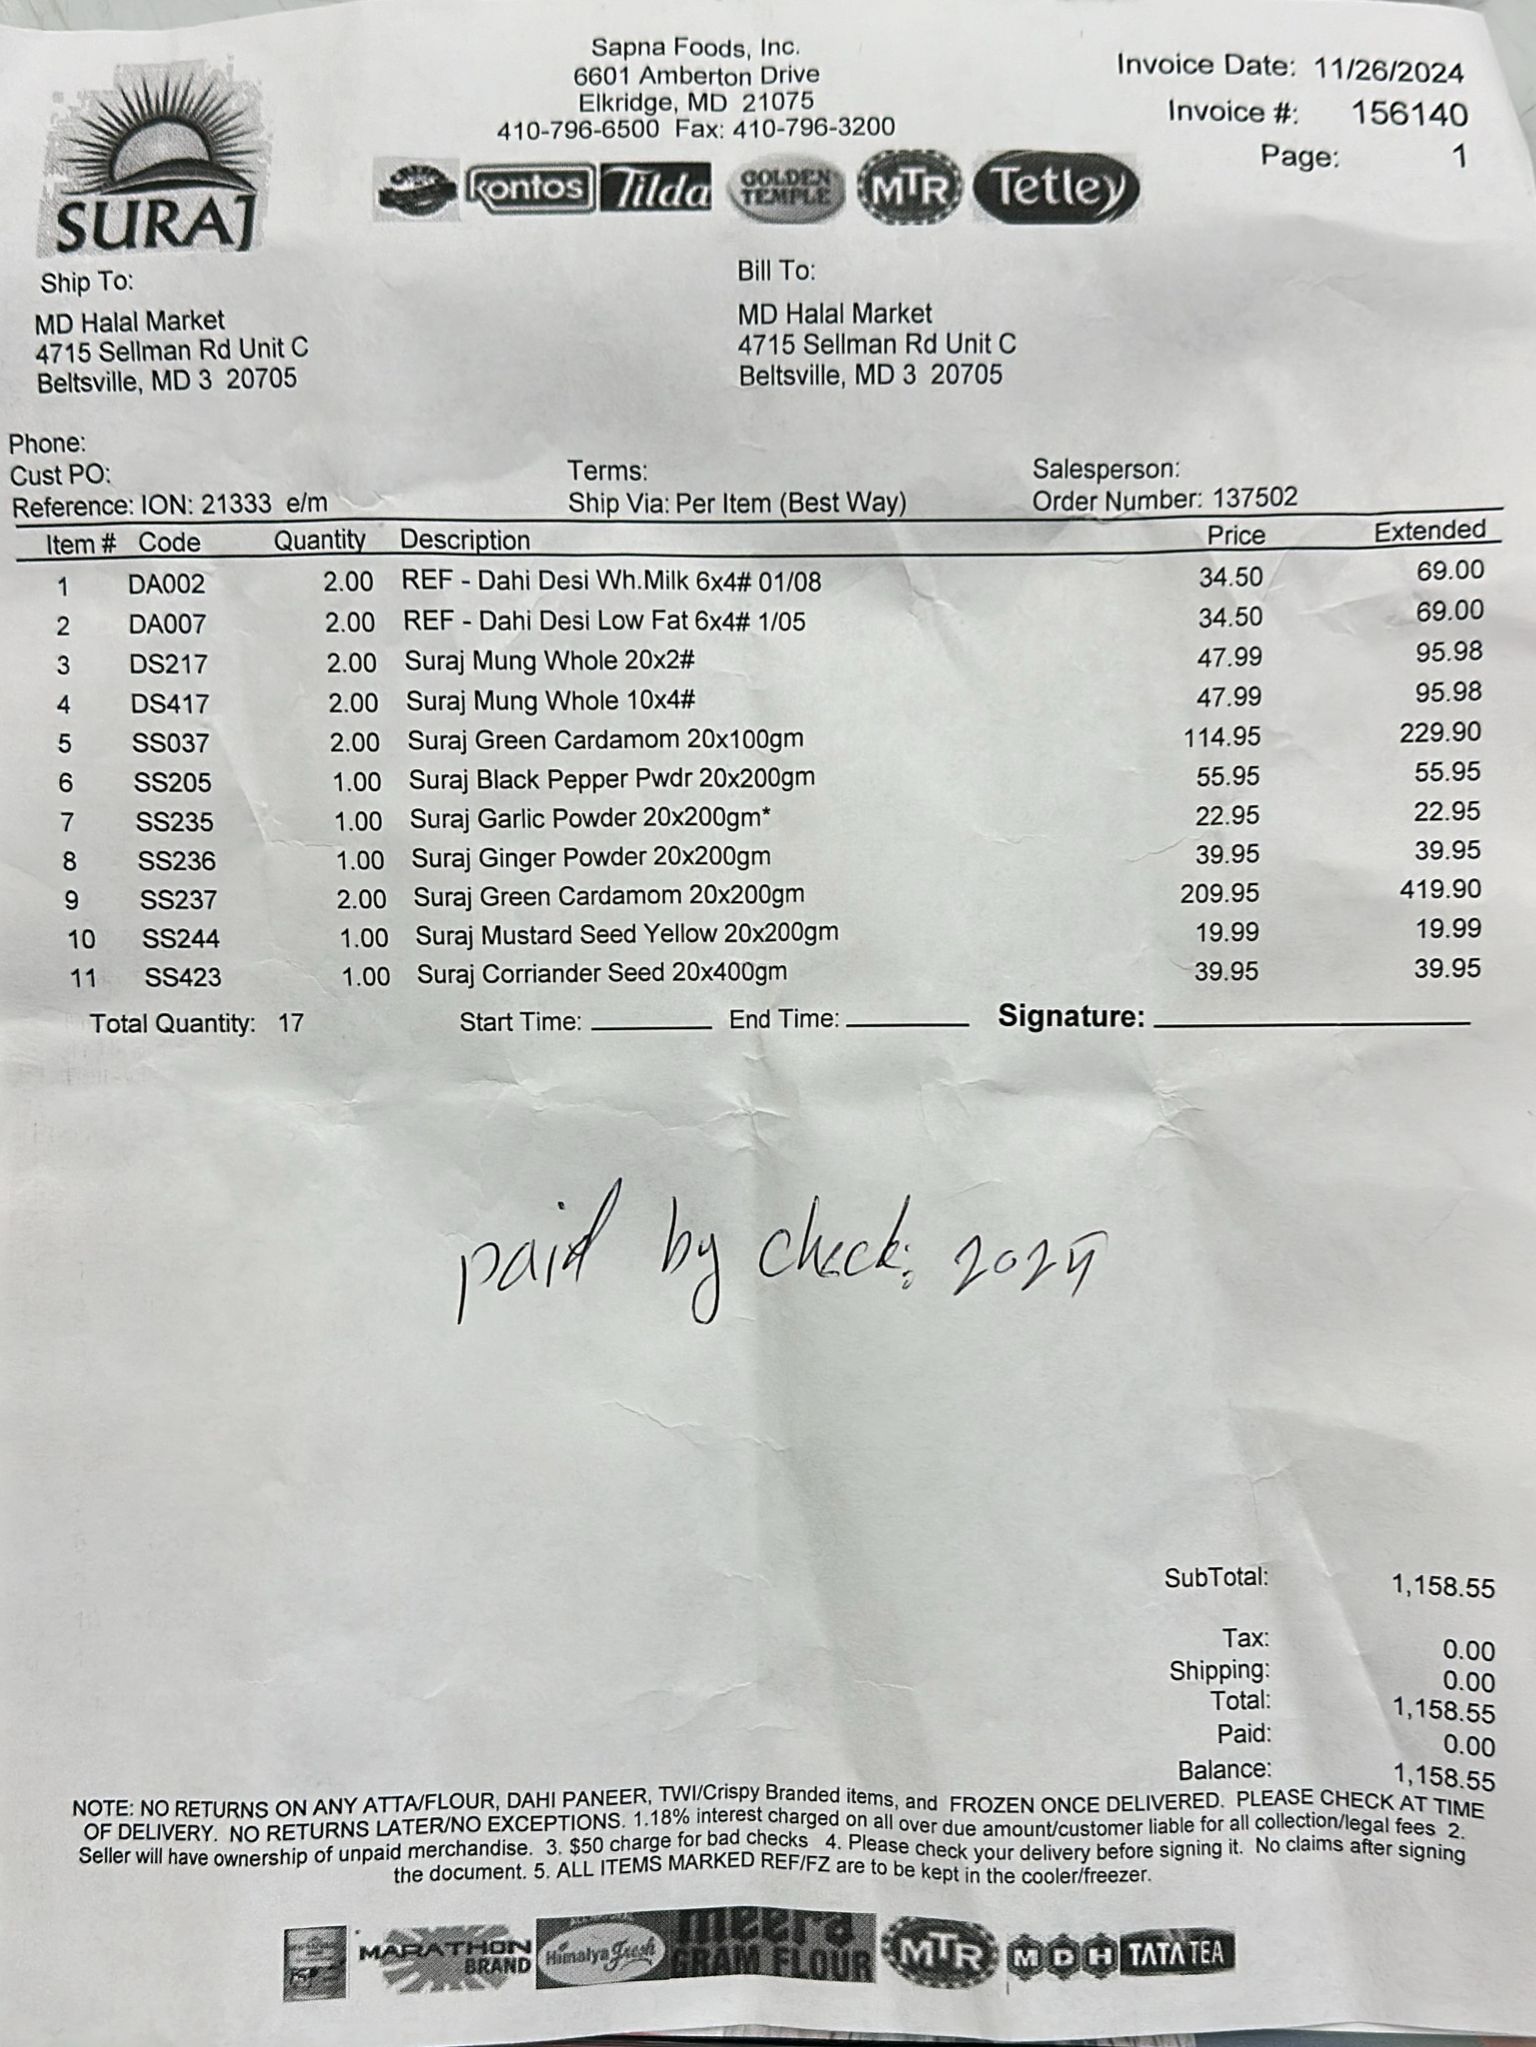 Sapna Foods, Inc.
6601 Amberton Drive
Elkridge, MD 21075
410-796-6500 Fax: 410-796-3200
Invoice Date: 11/26/2024
Invoice #: 156140
Page: 1
SURAJ
kontos Tilda GOLDEN TEMPLE MTR Tetley
Ship To:
MD Halal Market
4715 Sellman Rd Unit C
Beltsville, MD 3 20705
Bill To:
MD Halal Market
4715 Sellman Rd Unit C
Beltsville, MD 3 20705
Phone:
Cust PO: Terms: Salesperson:
Reference: ION: 21333 e/m Ship Via: Per Item (Best Way) Order Number: 137502
Item # Code Quantity Description Price Extended
1 DA002 2.00 REF - Dahi Desi Wh.Milk 6x4# 01/08 34.50 69.00
2 DA007 2.00 REF - Dahi Desi Low Fat 6x4# 1/05 34.50 69.00
3 DS217 2.00 Suraj Mung Whole 20x2# 47.99 95.98
4 DS417 2.00 Suraj Mung Whole 10x4# 47.99 95.98
5 SS037 2.00 Suraj Green Cardamom 20x100gm 114.95 229.90
6 SS205 1.00 Suraj Black Pepper Pwdr 20x200gm 55.95 55.95
7 SS235 1.00 Suraj Garlic Powder 20x200gm* 22.95 22.95
8 SS236 1.00 Suraj Ginger Powder 20x200gm 39.95 39.95
9 SS237 2.00 Suraj Green Cardamom 20x200gm 209.95 419.90
10 SS244 1.00 Suraj Mustard Seed Yellow 20x200gm 19.99 19.99
11 SS423 1.00 Suraj Corriander Seed 20x400gm 39.95 39.95
Total Quantity: 17 Start Time: End Time: Signature:
paid by check:
SubTotal: 1,158.55
Tax: 0.00
Shipping: 0.00
Total: 1,158.55
Paid: 0.00
Balance: 1,158.55
NOTE: NO RETURNS ON ANY ATTA/FLOUR, DAHI PANEER, TWI/Crispy Branded items, and FROZEN ONCE DELIVERED. PLEASE CHECK AT TIME
OF DELIVERY. NO RETURNS LATER/NO EXCEPTIONS. 1.18% interest charged on all over due amount/customer liable for all collection/legal fees 2.
Seller will have ownership of unpaid merchandise. 3. $50 charge for bad checks 4. Please check your delivery before signing it. No claims after signing
the document. 5. ALL ITEMS MARKED REF/FZ are to be kept in the cooler/freezer.
MARATHON BRAND Himalya Fresh meera GRAM FLOUR MTR MDH TATA TEA